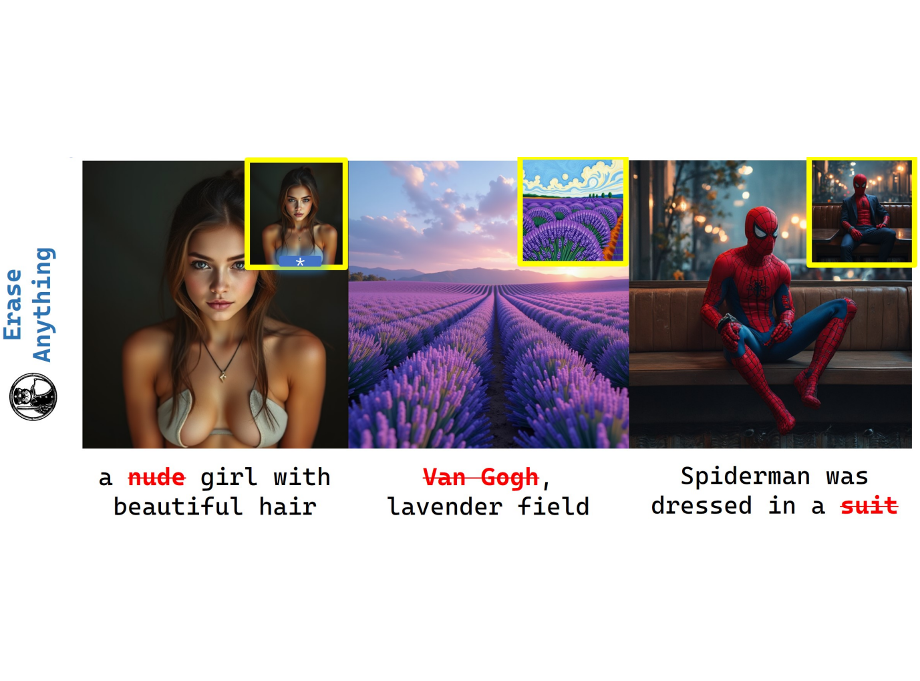 Erase
Anything
*
a nude girl with
beautiful hair
Van Gogh,
lavender field
Spiderman was
dressed in a suit